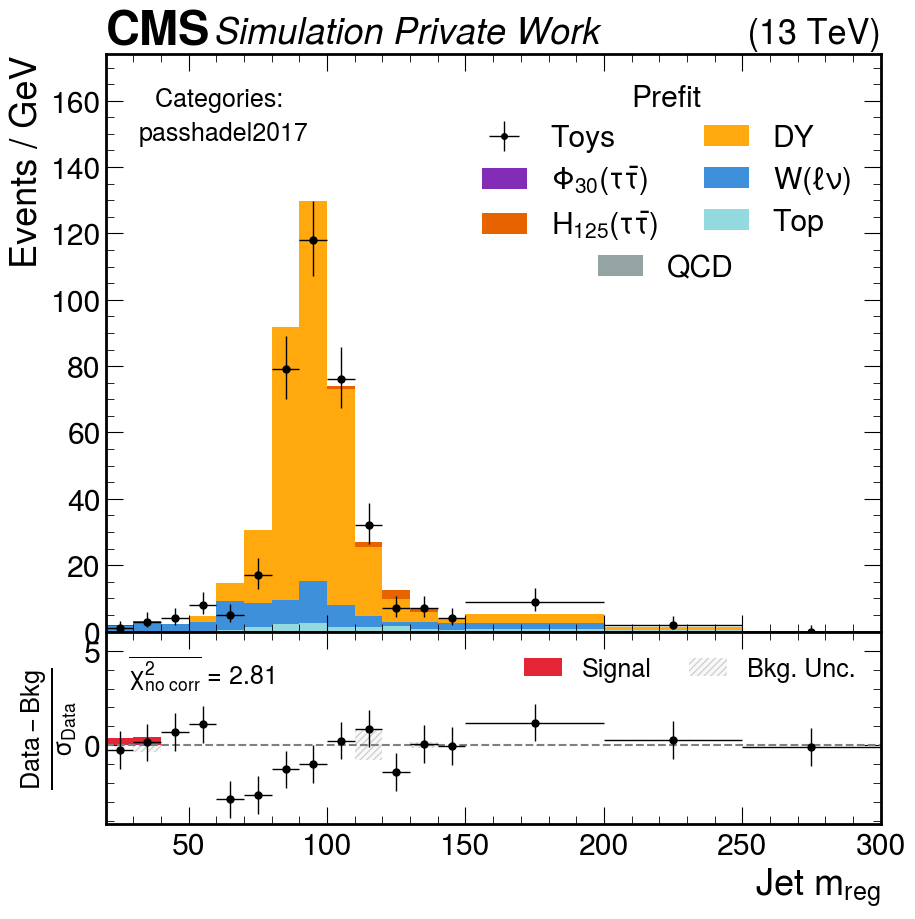 CMS Simulation Private Work (13 TeV)
Events / GeV
160
140
120
100
80
60
40
20
0
Categories:
passhadel2017
Prefit
Toys DY
Φ30(ττ̄) W(ℓν)
H125(ττ̄) Top
QCD
5
0
Data – Bkg
σData
χ²no corr = 2.81
Signal Bkg. Unc.
50 100 150 200 250 300
Jet mreg